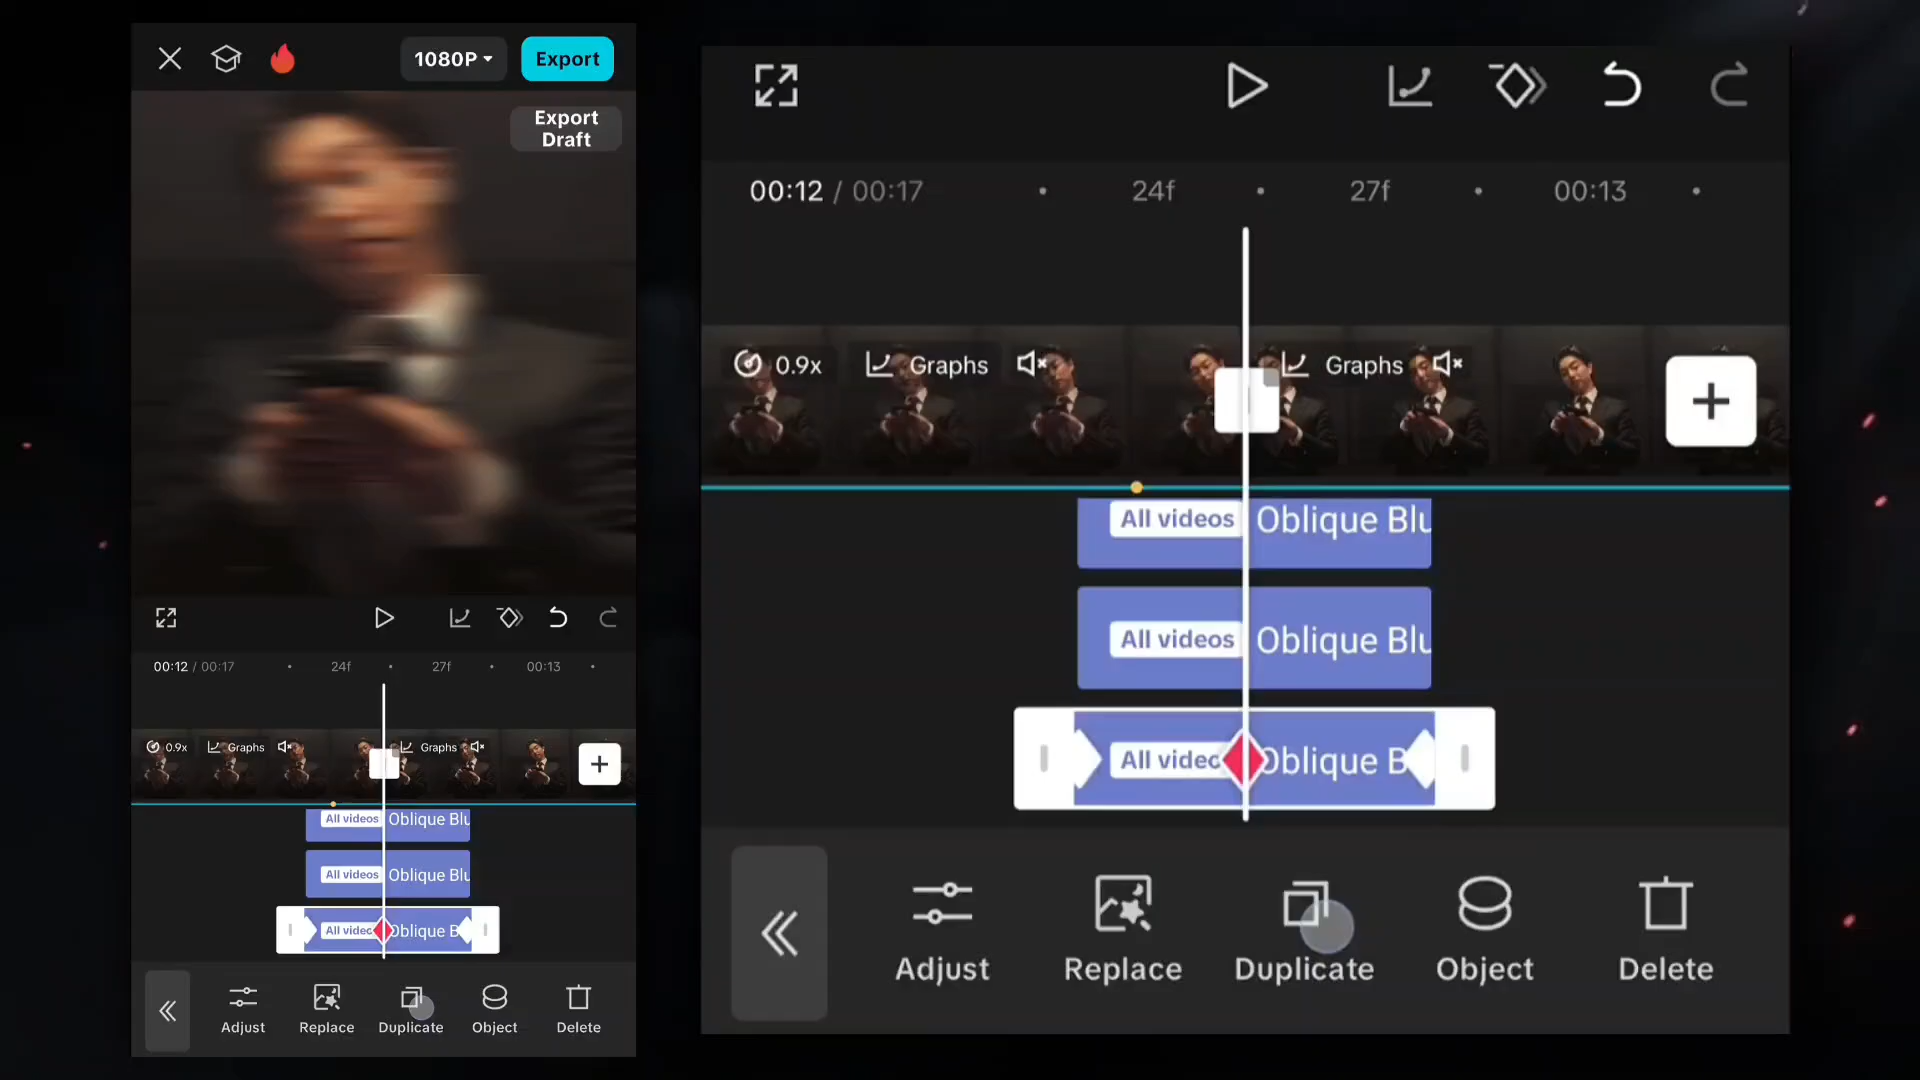 1080P
Export
Export
Draft
00:12 / 00:17
24f
27f
00:13
0.9x
Graphs
Graphs
All videos
Oblique Blu
All videos
Oblique Blu
All videc
Oblique B
Adjust
Replace
Duplicate
Object
Delete
00:12 / 00:17
24f
27f
00:13
0.9x
Graphs
Graphs
All videos
Oblique Blu
All videos
Oblique Blu
All videc
Oblique B
Adjust
Replace
Duplicate
Object
Delete